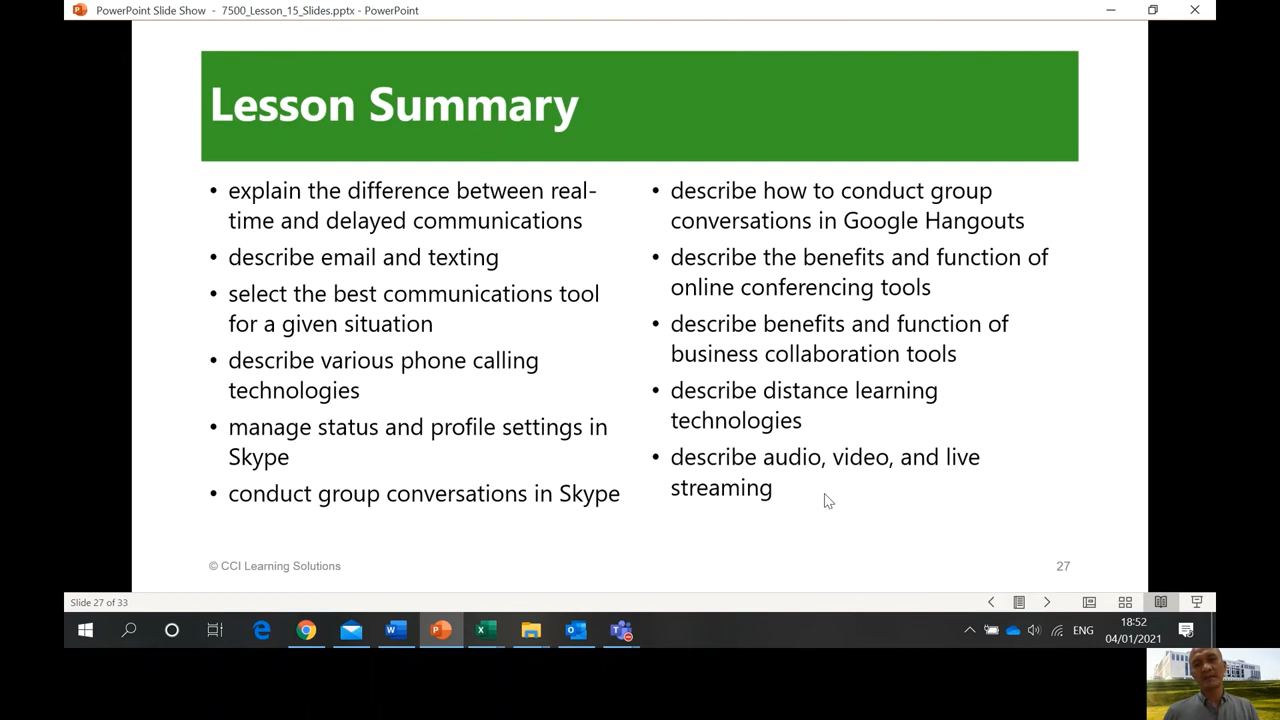 PowerPoint Slide Show - 7500_Lesson_15_Slides.pptx - PowerPoint
Lesson Summary
• explain the difference between real-
time and delayed communications
• describe email and texting
• select the best communications tool
for a given situation
• describe various phone calling
technologies
• manage status and profile settings in
Skype
• conduct group conversations in Skype
• describe how to conduct group
conversations in Google Hangouts
• describe the benefits and function of
online conferencing tools
• describe benefits and function of
business collaboration tools
• describe distance learning
technologies
• describe audio, video, and live
streaming
© CCI Learning Solutions
27
Slide 27 of 33
ENG
18:52
04/01/2021